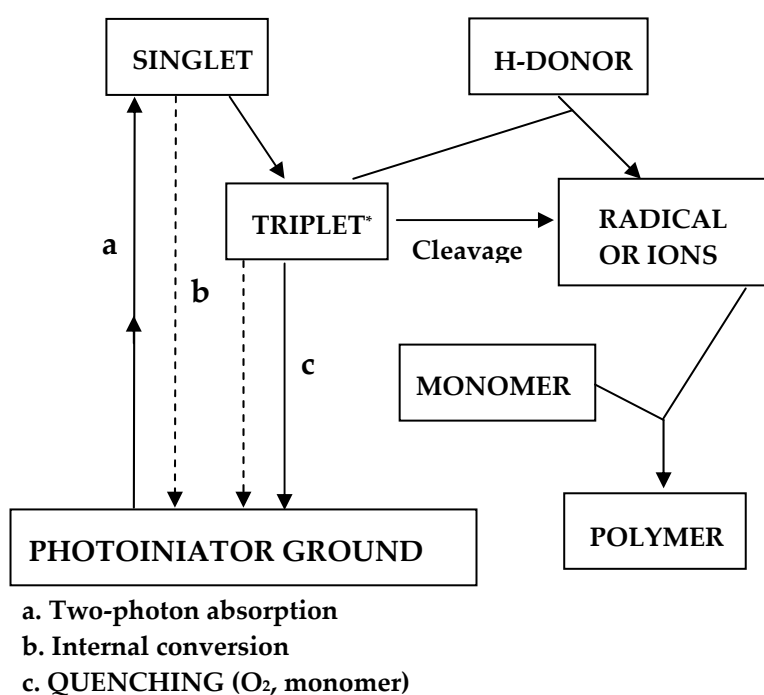 SINGLET
H-DONOR
TRIPLET*
RADICAL
OR IONS
a
Cleavage
b
c
MONOMER
PHOTOINIATOR GROUND
POLYMER
a. Two-photon absorption
b. Internal conversion
c. QUENCHING (O₂, monomer)